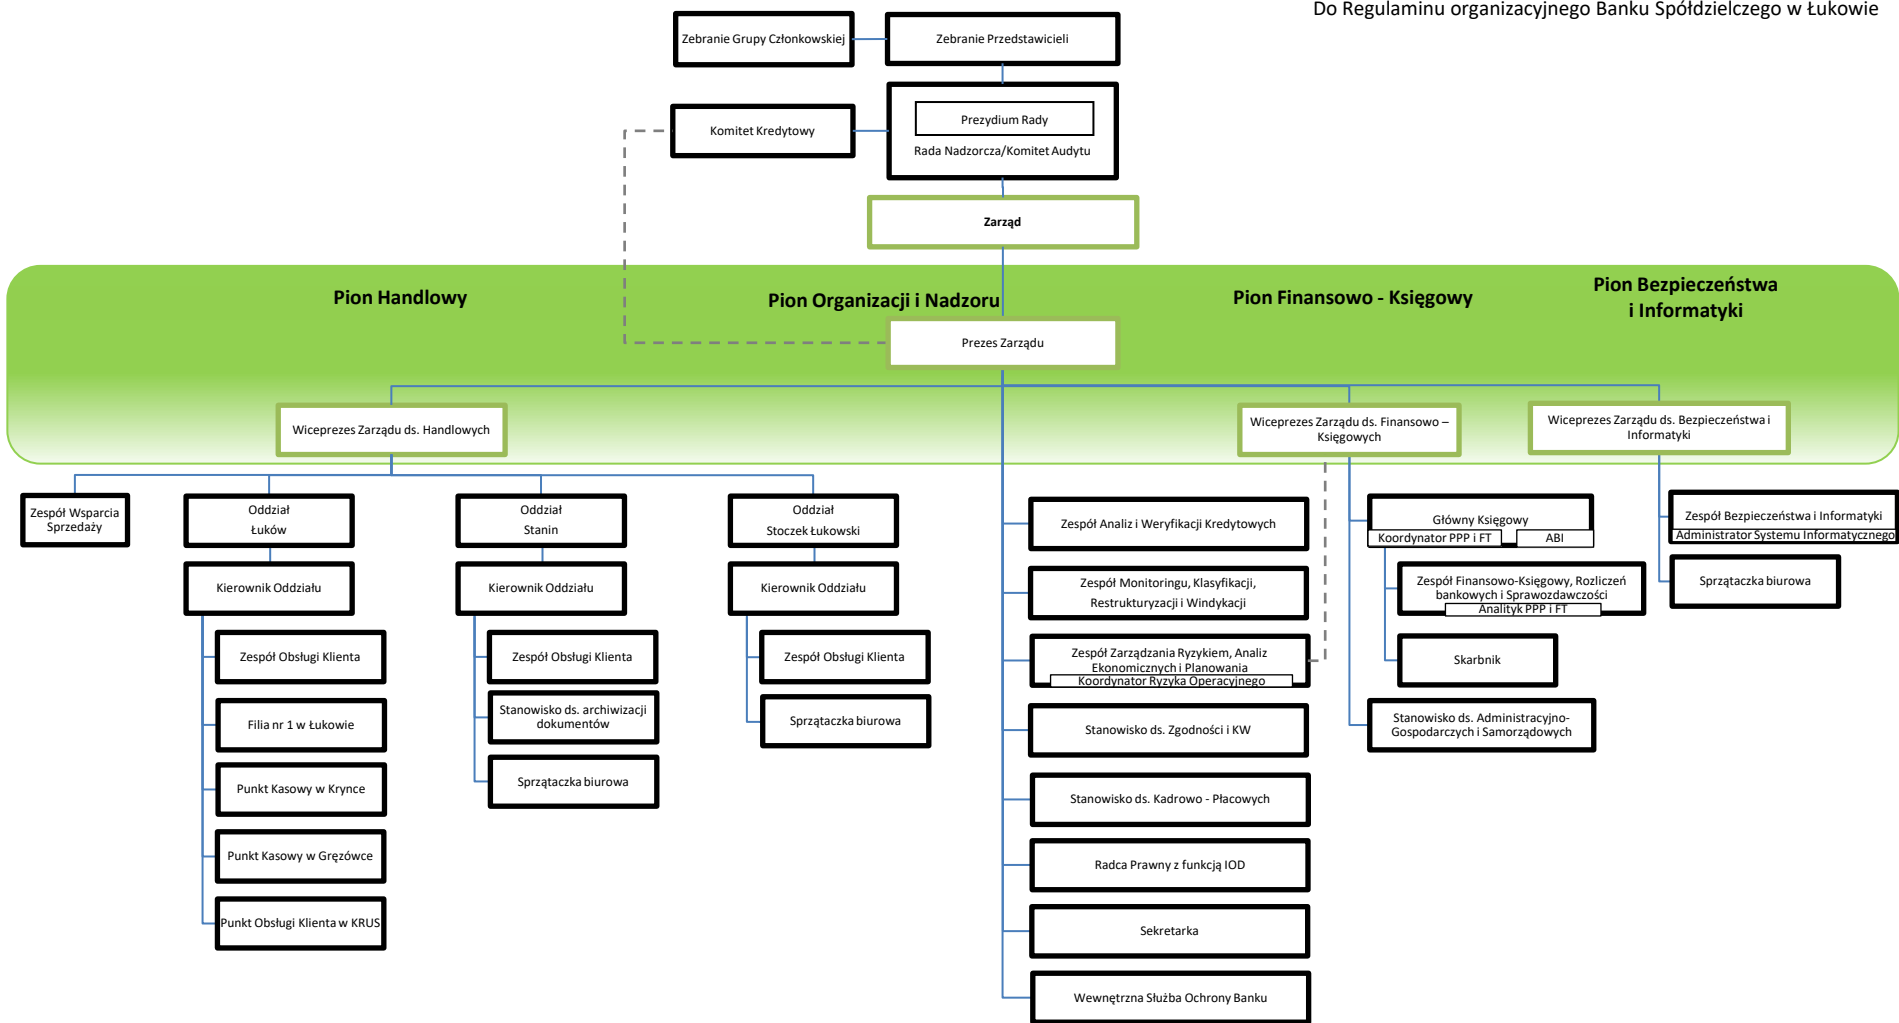 Do Regulaminu organizacyjnego Banku Spółdzielczego w Łukowie
Zebranie Grupy Członkowskiej
Zebranie Przedstawicieli
Komitet Kredytowy
Prezydium Rady
Rada Nadzorcza/Komitet Audytu
Zarząd
Pion Handlowy
Pion Organizacji i Nadzoru
Pion Finansowo - Księgowy
Pion Bezpieczeństwa
i Informatyki
Prezes Zarządu
Wiceprezes Zarządu ds. Handlowych
Wiceprezes Zarządu ds. Finansowo –
Księgowych
Wiceprezes Zarządu ds. Bezpieczeństwa i
Informatyki
Zespół Wsparcia
Sprzedaży
Oddział
Łuków
Kierownik Oddziału
Zespół Obsługi Klienta
Filia nr 1 w Łukowie
Punkt Kasowy w Krynce
Punkt Kasowy w Gręzówce
Punkt Obsługi Klienta w KRUS
Oddział
Stanin
Kierownik Oddziału
Zespół Obsługi Klienta
Stanowisko ds. archiwizacji
dokumentów
Sprzątaczka biurowa
Oddział
Stoczek Łukowski
Kierownik Oddziału
Zespół Obsługi Klienta
Sprzątaczka biurowa
Zespół Analiz i Weryfikacji Kredytowych
Zespół Monitoringu, Klasyfikacji,
Restrukturyzacji i Windykacji
Zespół Zarządzania Ryzykiem, Analiz
Ekonomicznych i Planowania
Koordynator Ryzyka Operacyjnego
Stanowisko ds. Zgodności i KW
Stanowisko ds. Kadrowo - Płacowych
Radca Prawny z funkcją IOD
Sekretarka
Wewnętrzna Służba Ochrony Banku
Główny Księgowy
Koordynator PPP i FT
ABI
Zespół Finansowo-Księgowy, Rozliczeń
bankowych i Sprawozdawczości
Analityk PPP i FT
Skarbnik
Stanowisko ds. Administracyjno-
Gospodarczych i Samorządowych
Zespół Bezpieczeństwa i Informatyki
Administrator Systemu Informatycznego
Sprzątaczka biurowa